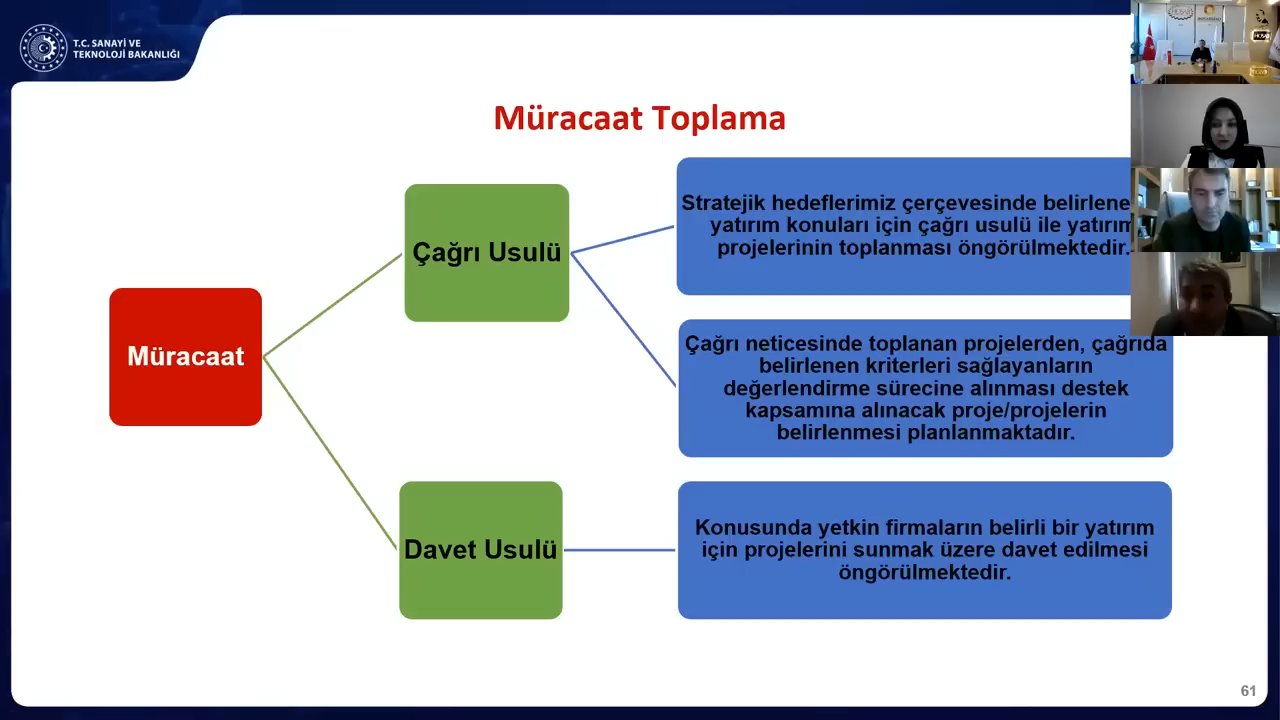 T.C. SANAYİ VE
TEKNOLOJİ BAKANLIĞI
Müracaat Toplama
Müracaat
Çağrı Usulü
Stratejik hedeflerimiz çerçevesinde belirlene
yatırım konuları için çağrı usulü ile yatırım
projelerinin toplanması öngörülmektedir.
Çağrı neticesinde toplanan projelerden, çağrıda
belirlenen kriterleri sağlayanların
değerlendirme sürecine alınması destek
kapsamına alınacak proje/projelerin
belirlenmesi planlanmaktadır.
Davet Usulü
Konusunda yetkin firmaların belirli bir yatırım
için projelerini sunmak üzere davet edilmesi
öngörülmektedir.
61